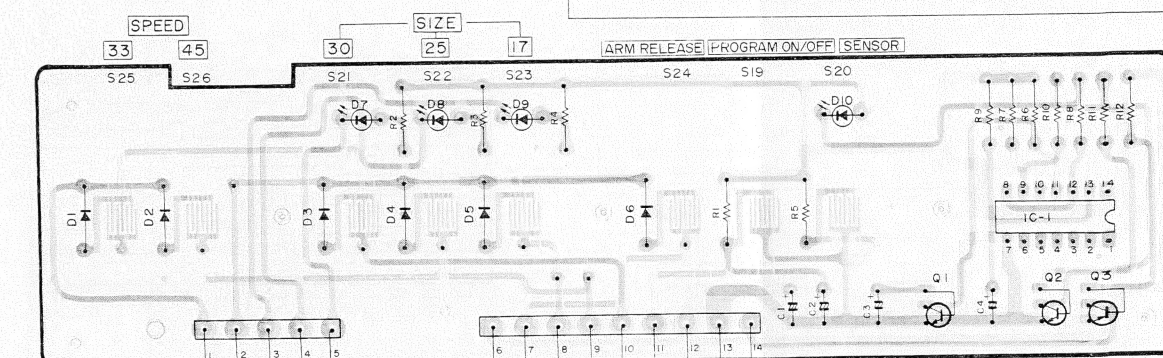 SPEED SIZE
33 45 30 25 17 ARM RELEASE PROGRAM ON/OFF SENSOR
S25 S26 S21 S22 S23 S24 S19 S20
D7 R2 D8 R3 D9 R4 D10 R9 R7 R6 R10 R8 R11 R12
8 9 10 11 12 13 14
D1 D2 D3 D4 D5 D6 R1 R5 IC-1
7 6 5 4 3 2 1
C1 C2 C3 Q1 C4 Q2 Q3
1 2 3 4 5 6 7 8 9 10 11 12 13 14